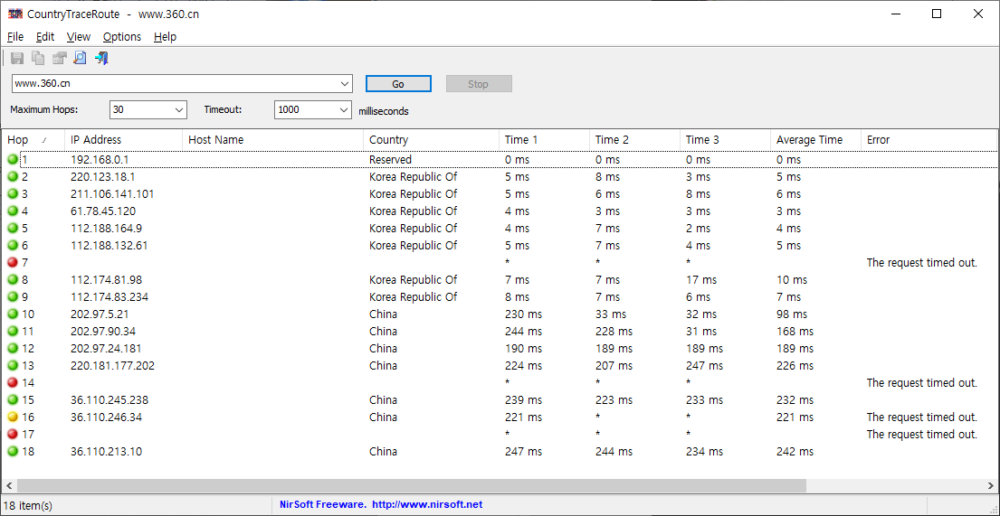 CountryTraceRoute - www.360.cn
File Edit View Options Help
www.360.cn Go Stop
Maximum Hops: 30 Timeout: 1000 milliseconds
Hop IP Address Host Name Country Time 1 Time 2 Time 3 Average Time Error
1 192.168.0.1 Reserved 0 ms 0 ms 0 ms 0 ms
2 220.123.18.1 Korea Republic Of 5 ms 8 ms 3 ms 5 ms
3 211.106.141.101 Korea Republic Of 5 ms 6 ms 8 ms 6 ms
4 61.78.45.120 Korea Republic Of 4 ms 3 ms 3 ms 3 ms
5 112.188.164.9 Korea Republic Of 4 ms 7 ms 2 ms 4 ms
6 112.188.132.61 Korea Republic Of 5 ms 7 ms 4 ms 5 ms
7 * * * The request timed out.
8 112.174.81.98 Korea Republic Of 7 ms 7 ms 17 ms 10 ms
9 112.174.83.234 Korea Republic Of 8 ms 7 ms 6 ms 7 ms
10 202.97.5.21 China 230 ms 33 ms 32 ms 98 ms
11 202.97.90.34 China 244 ms 228 ms 31 ms 168 ms
12 202.97.24.181 China 190 ms 189 ms 189 ms 189 ms
13 220.181.177.202 China 224 ms 207 ms 247 ms 226 ms
14 * * * The request timed out.
15 36.110.245.238 China 239 ms 223 ms 233 ms 232 ms
16 36.110.246.34 China 221 ms * * 221 ms The request timed out.
17 * * * The request timed out.
18 36.110.213.10 China 247 ms 244 ms 234 ms 242 ms
18 item(s) NirSoft Freeware. http://www.nirsoft.net